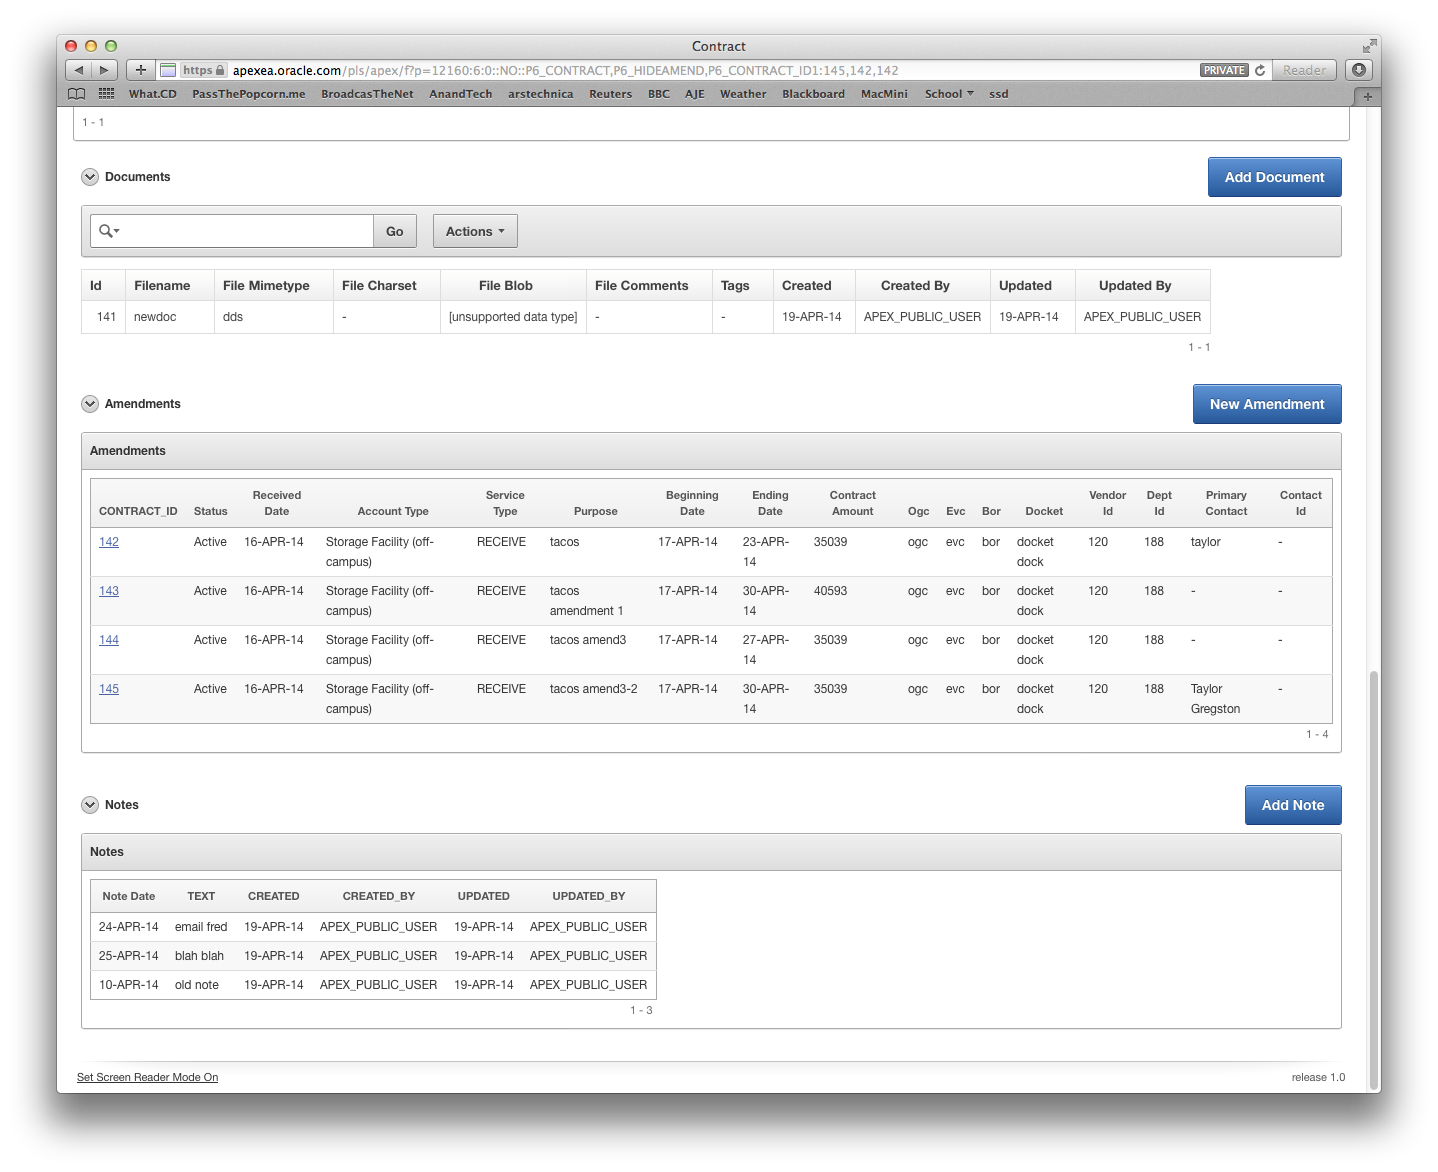 Contract
https apexea.oracle.com/pls/apex/f?p=12160:6:0::NO::P6_CONTRACT,P6_HIDEAMEND,P6_CONTRACT_ID1:145,142,142 PRIVATE Reader
What.CD PassThePopcorn.me BroadcasTheNet AnandTech arstechnica Reuters BBC AJE Weather Blackboard MacMini School ssd
1 - 1
Documents Add Document
Go Actions
Id Filename File Mimetype File Charset File Blob File Comments Tags Created Created By Updated Updated By
141 newdoc dds - [unsupported data type] - - 19-APR-14 APEX_PUBLIC_USER 19-APR-14 APEX_PUBLIC_USER
1 - 1
Amendments New Amendment
Amendments
Received Service Beginning Ending Contract Vendor Dept Primary Contact
CONTRACT_ID Status Date Account Type Type Purpose Date Date Amount Ogc Evc Bor Docket Id Id Contact Id
142 Active 16-APR-14 Storage Facility (off- RECEIVE tacos 17-APR-14 23-APR- 35039 ogc evc bor docket 120 188 taylor -
campus) 14 dock
143 Active 16-APR-14 Storage Facility (off- RECEIVE tacos 17-APR-14 30-APR- 40593 ogc evc bor docket 120 188 - -
campus) amendment 1 14 dock
144 Active 16-APR-14 Storage Facility (off- RECEIVE tacos amend3 17-APR-14 27-APR- 35039 ogc evc bor docket 120 188 - -
campus) 14 dock
145 Active 16-APR-14 Storage Facility (off- RECEIVE tacos amend3-2 17-APR-14 30-APR- 35039 ogc evc bor docket 120 188 Taylor -
campus) 14 dock Gregston
1 - 4
Notes Add Note
Notes
Note Date TEXT CREATED CREATED_BY UPDATED UPDATED_BY
24-APR-14 email fred 19-APR-14 APEX_PUBLIC_USER 19-APR-14 APEX_PUBLIC_USER
25-APR-14 blah blah 19-APR-14 APEX_PUBLIC_USER 19-APR-14 APEX_PUBLIC_USER
10-APR-14 old note 19-APR-14 APEX_PUBLIC_USER 19-APR-14 APEX_PUBLIC_USER
1 - 3
Set Screen Reader Mode On release 1.0